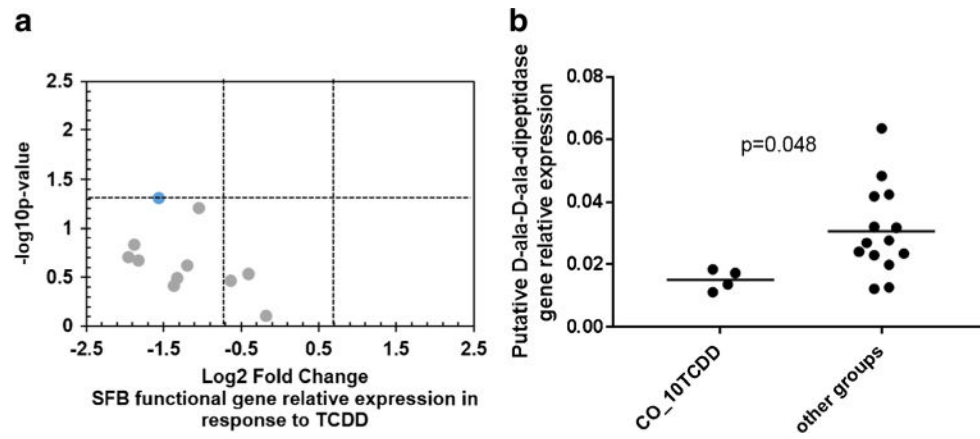 a
2.5
2
1.5
1
0.5
0
-log10p-value
-2.5 -1.5 -0.5 0.5 1.5 2.5
Log2 Fold Change
SFB functional gene relative expression in
response to TCDD
b
Putative D-ala-D-ala-dipeptidase
gene relative expression
0.08
0.06
0.04
0.02
0.00
p=0.048
CO_10TCDD
other groups